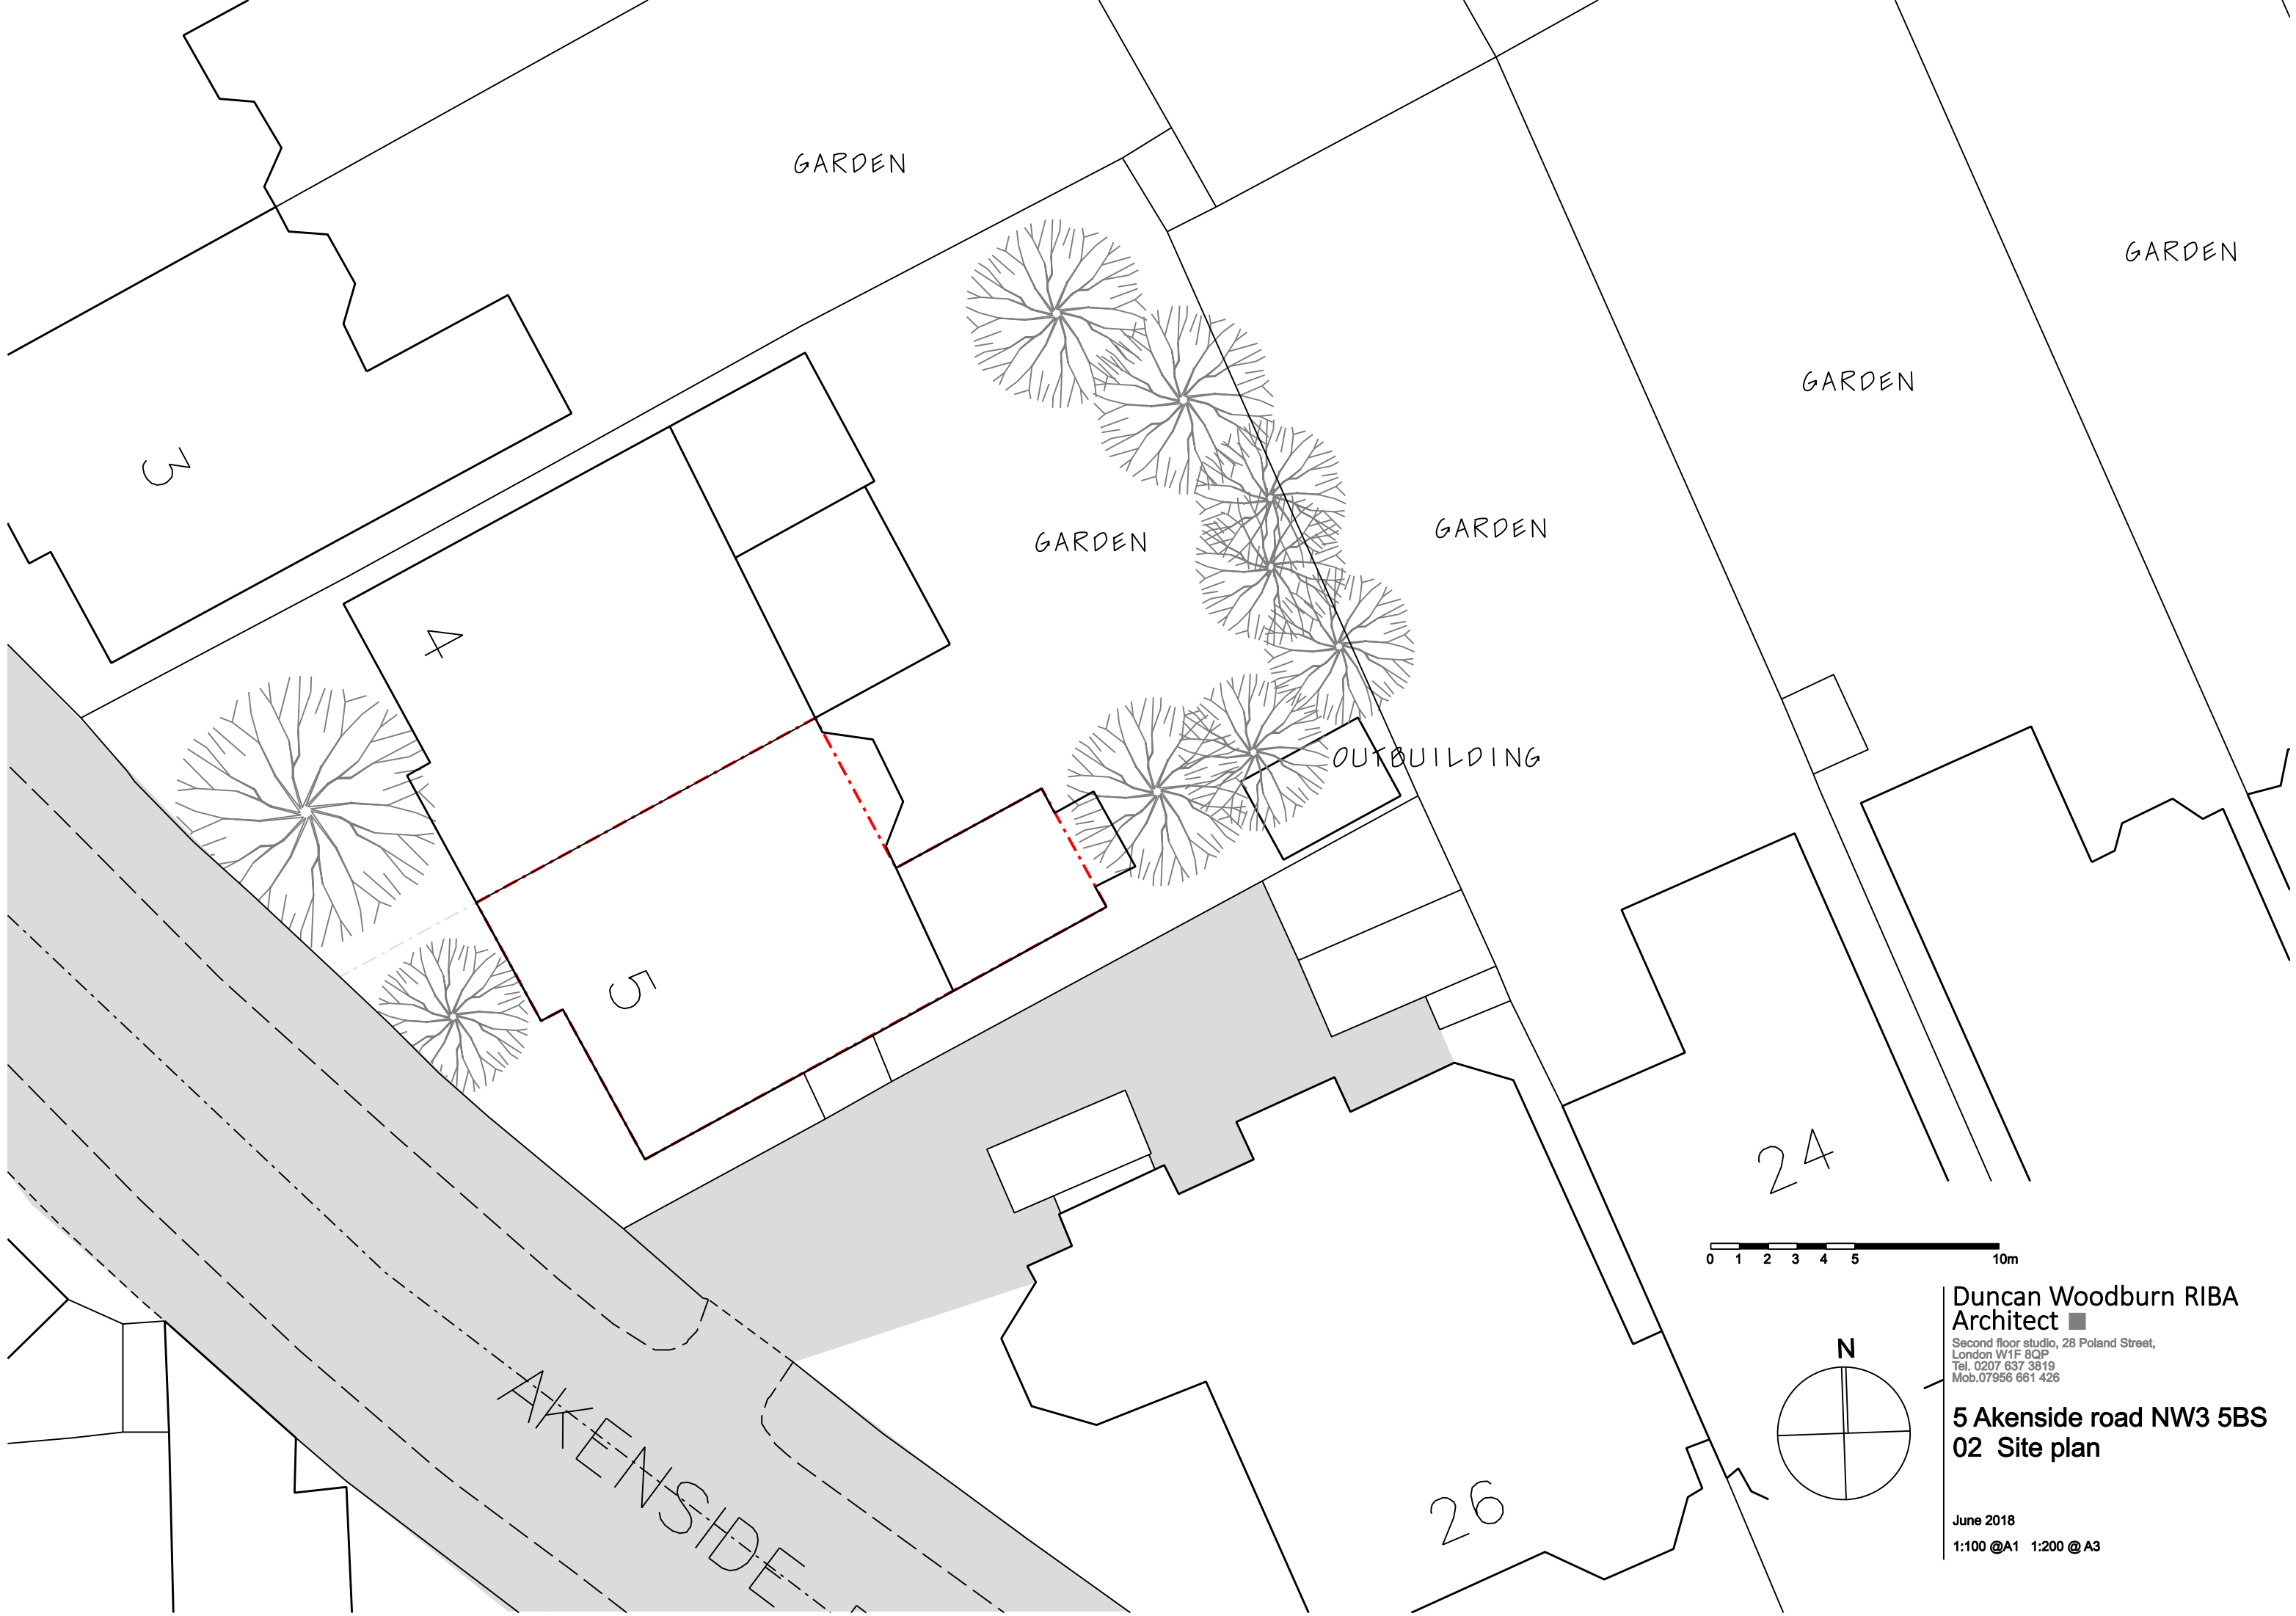 GARDEN
GARDEN
GARDEN
3
GARDEN
GARDEN
4
OUTBUILDING
5
24
0 1 2 3 4 5 10m
Duncan Woodburn RIBA
Architect
Second floor studio, 28 Poland Street,
London W1F 8QP
Tel. 0207 637 3819
Mob.07956 661 426
N
5 Akenside road NW3 5BS
02 Site plan
AKENSIDE
26
June 2018
1:100 @A1 1:200 @ A3